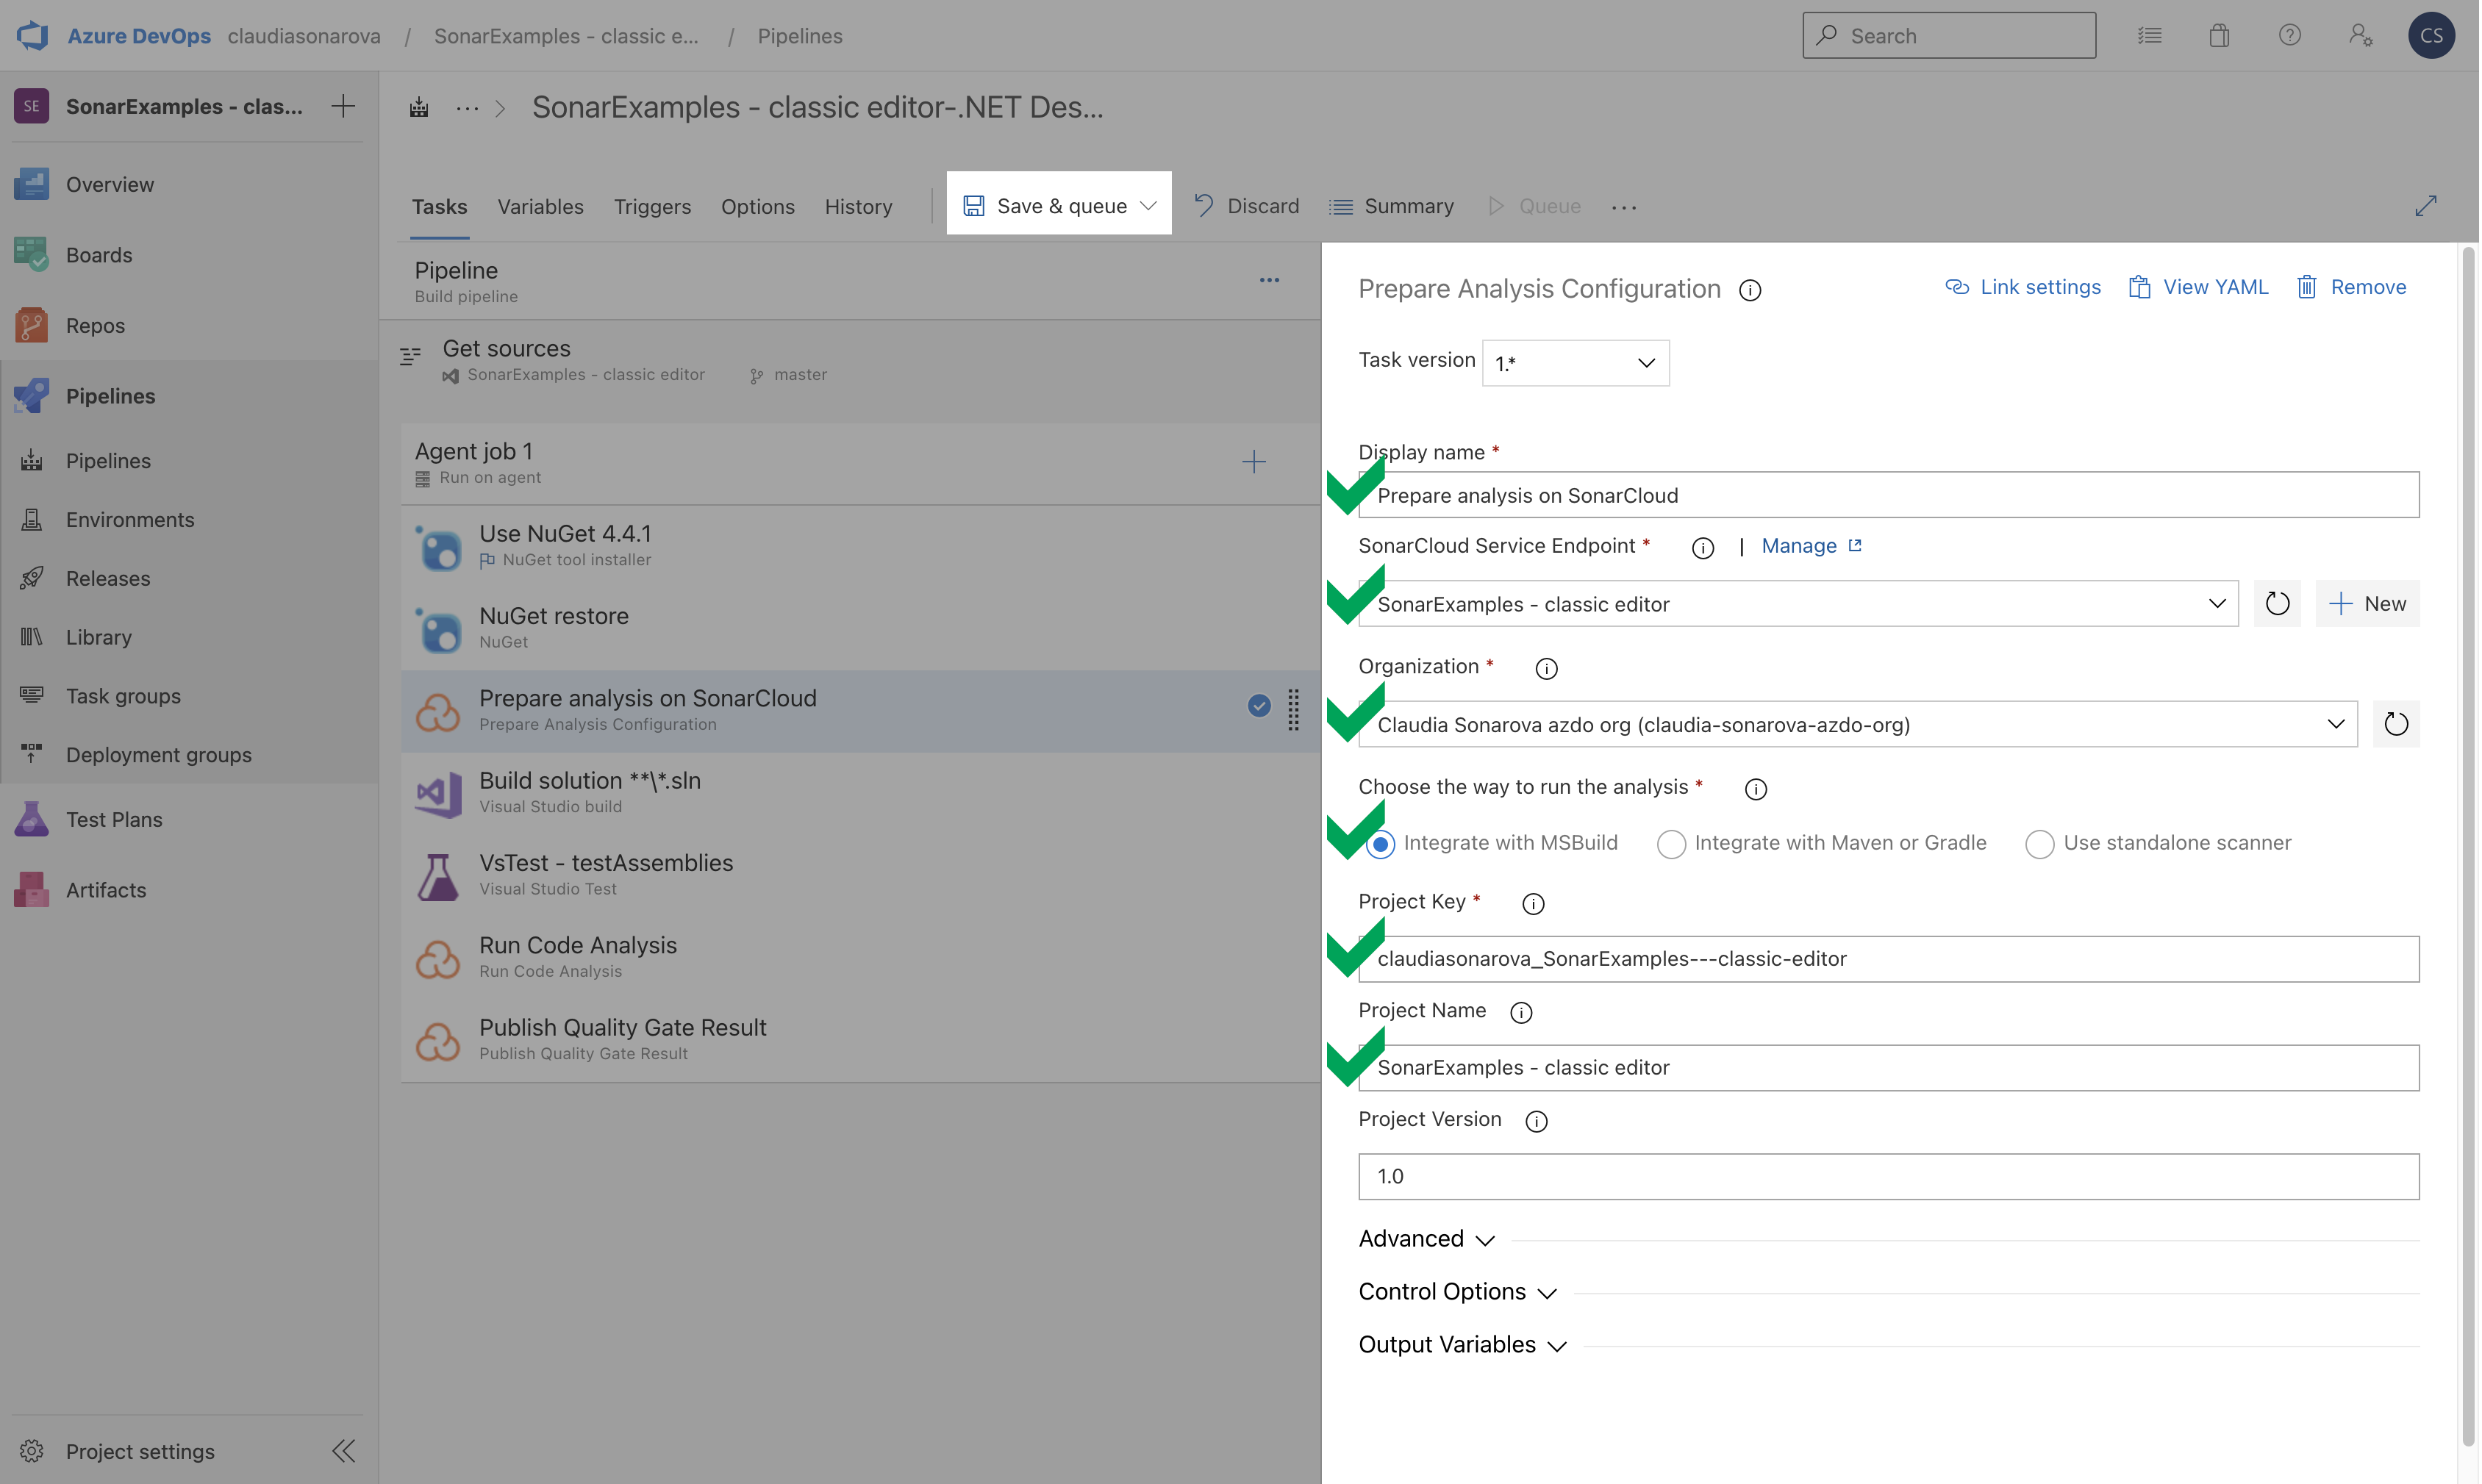 Azure DevOps claudiasonarova / SonarExamples - classic e... / Pipelines
Search
CS
SE
SonarExamples - clas...
Overview
Boards
Repos
Pipelines
Pipelines
Environments
Releases
Library
Task groups
Deployment groups
Test Plans
Artifacts
Project settings
SonarExamples - classic editor-.NET Des...
Tasks Variables Triggers Options History
Save & queue Discard Summary Queue
Pipeline
Build pipeline
Get sources
SonarExamples - classic editor master
Agent job 1
Run on agent
Use NuGet 4.4.1
NuGet tool installer
NuGet restore
NuGet
Prepare analysis on SonarCloud
Prepare Analysis Configuration
Build solution **\*.sln
Visual Studio build
VsTest - testAssemblies
Visual Studio Test
Run Code Analysis
Run Code Analysis
Publish Quality Gate Result
Publish Quality Gate Result
Prepare Analysis Configuration
Link settings View YAML Remove
Task version 1.*
Display name *
Prepare analysis on SonarCloud
SonarCloud Service Endpoint * | Manage
SonarExamples - classic editor
New
Organization *
Claudia Sonarova azdo org (claudia-sonarova-azdo-org)
Choose the way to run the analysis *
Integrate with MSBuild Integrate with Maven or Gradle Use standalone scanner
Project Key *
claudiasonarova_SonarExamples---classic-editor
Project Name
SonarExamples - classic editor
Project Version
1.0
Advanced
Control Options
Output Variables